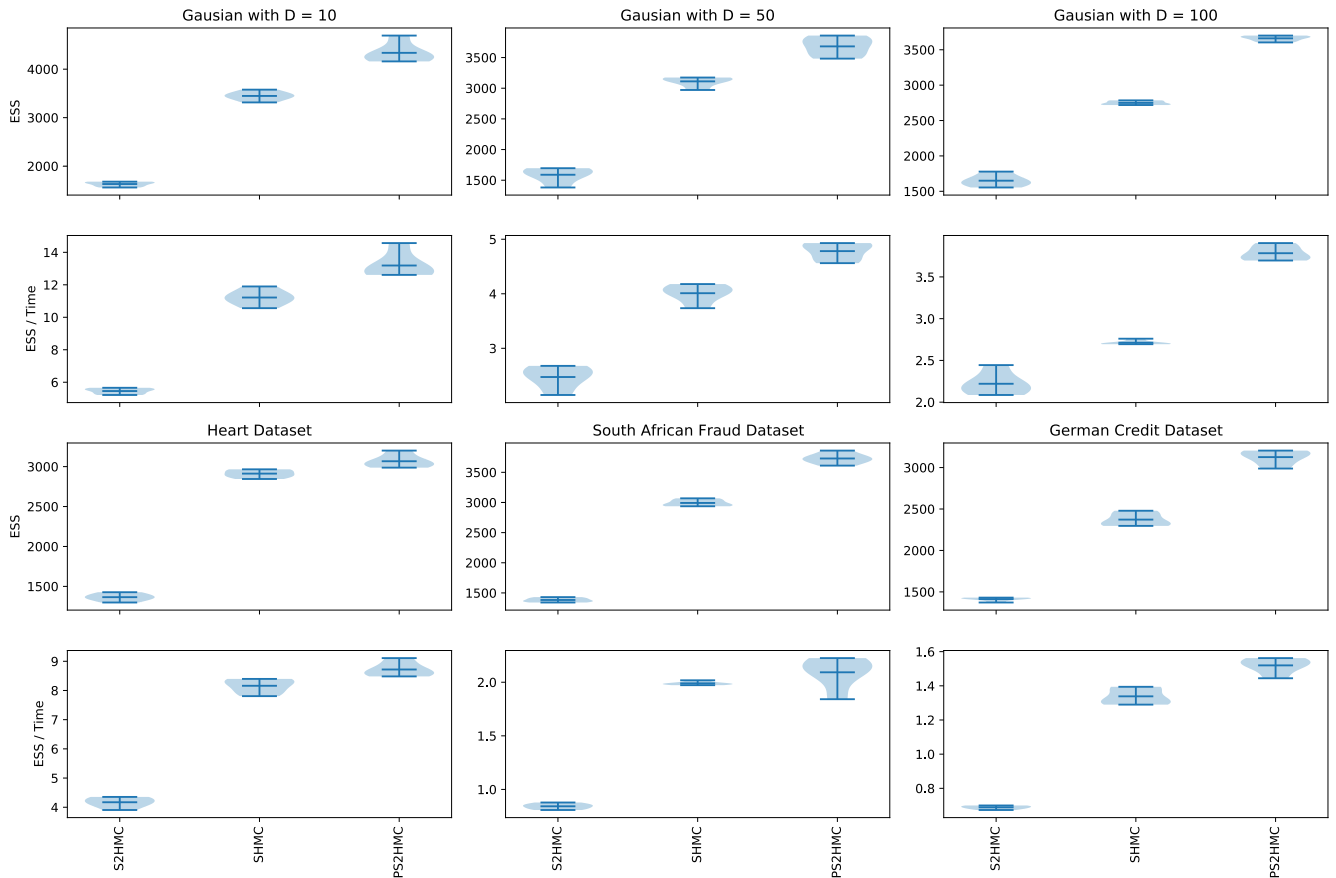 Gausian with D = 10
Gausian with D = 50
Gausian with D = 100
ESS
4000
3000
2000
3500
3000
2500
2000
1500
3500
3000
2500
2000
1500
ESS / Time
14
12
10
8
6
5
4
3
3.5
3.0
2.5
2.0
Heart Dataset
South African Fraud Dataset
German Credit Dataset
ESS
3000
2500
2000
1500
3500
3000
2500
2000
1500
3000
2500
2000
1500
ESS / Time
9
8
7
6
5
4
2.0
1.5
1.0
1.6
1.4
1.2
1.0
0.8
S2HMC
SHMC
PS2HMC
S2HMC
SHMC
PS2HMC
S2HMC
SHMC
PS2HMC